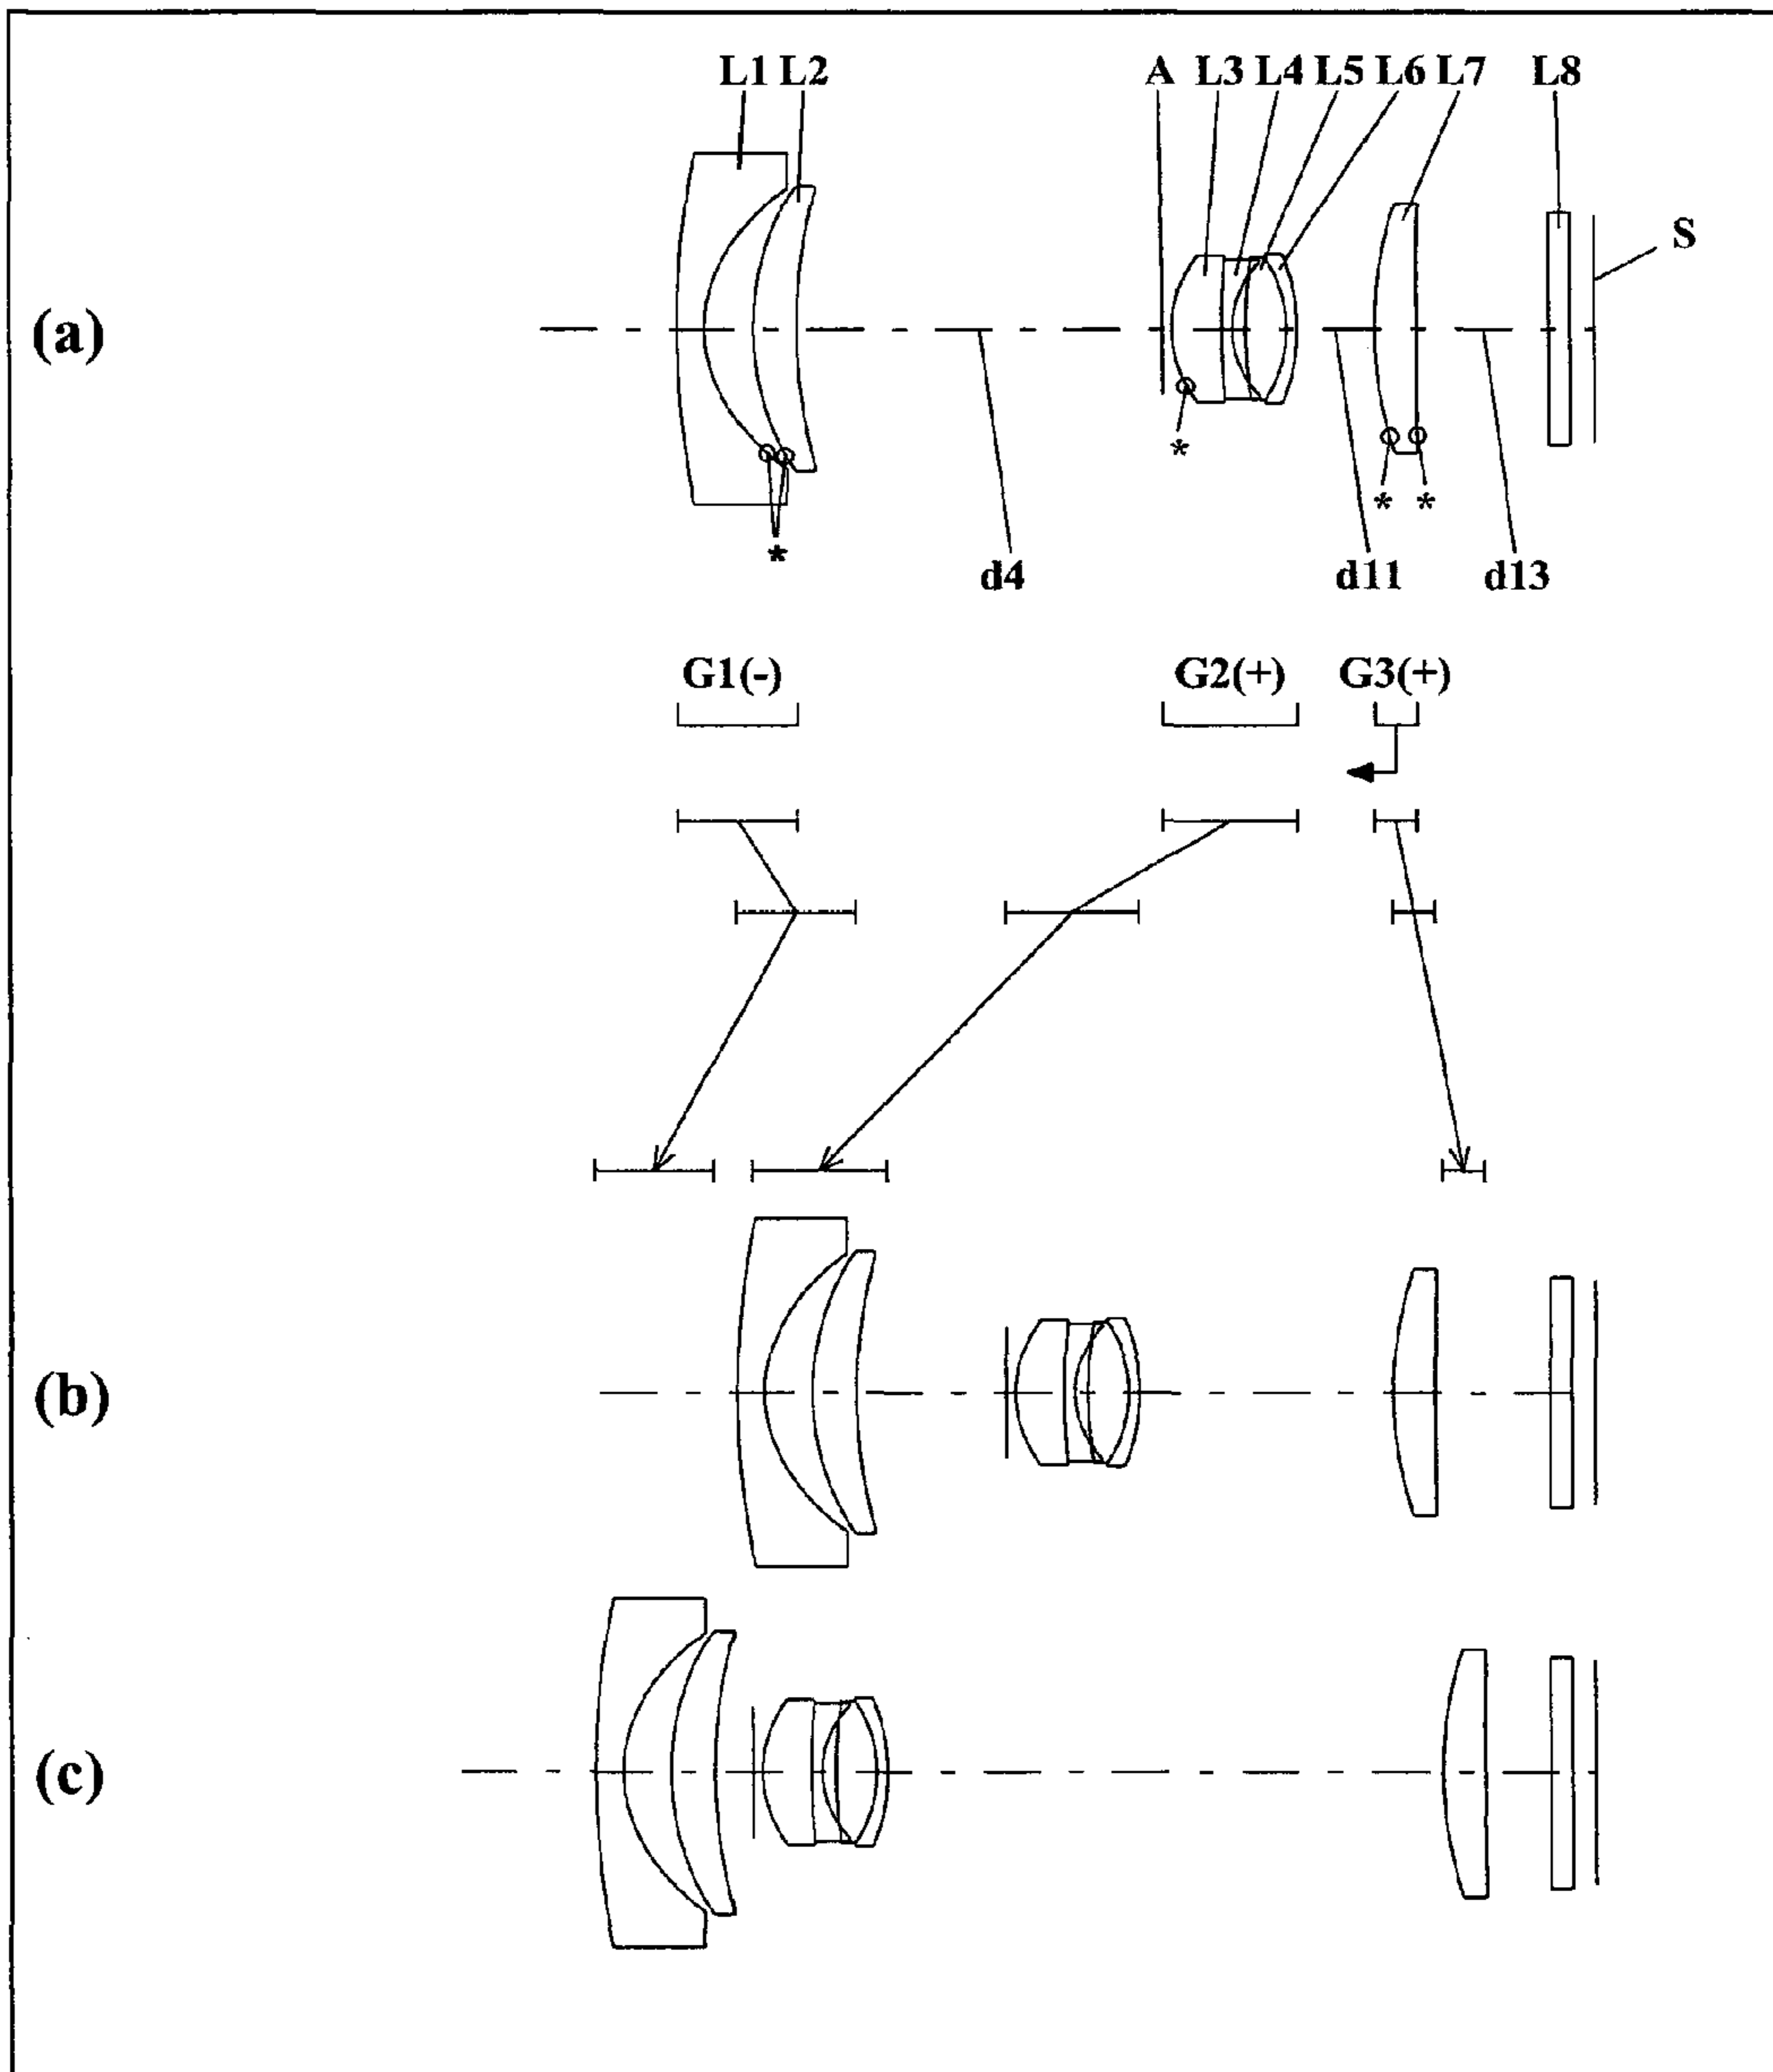 L1 L2 A L3 L4 L5 L6 L7 L8
S
(a)
* * *
*
d4 d11 d13
G1(-) G2(+) G3(+)
(b)
(c)